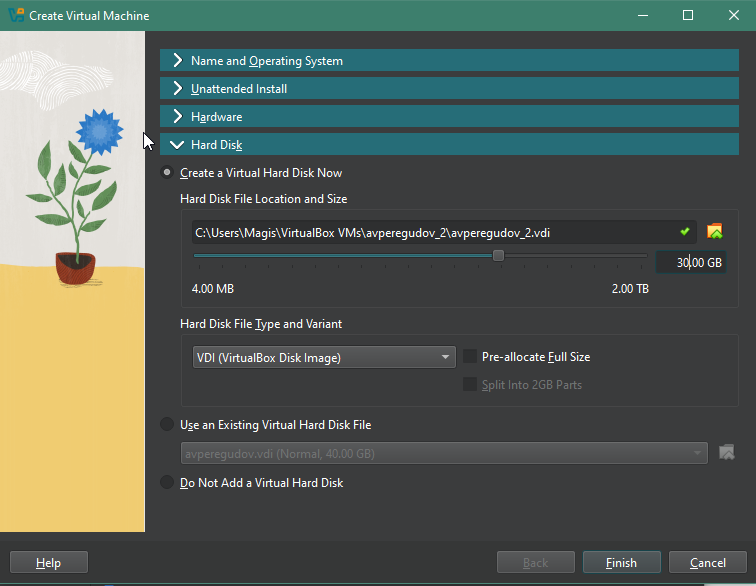 Create Virtual Machine
Name and Operating System
Unattended Install
Hardware
Hard Disk
Create a Virtual Hard Disk Now
Hard Disk File Location and Size
C:\Users\Magis\VirtualBox VMs\avperegudov_2\avperegudov_2.vdi
30,00 GB
4.00 MB 2.00 TB
Hard Disk File Type and Variant
VDI (VirtualBox Disk Image) Pre-allocate Full Size
Split Into 2GB Parts
Use an Existing Virtual Hard Disk File
avperegudov.vdi (Normal, 40.00 GB)
Do Not Add a Virtual Hard Disk
Help Back Finish Cancel